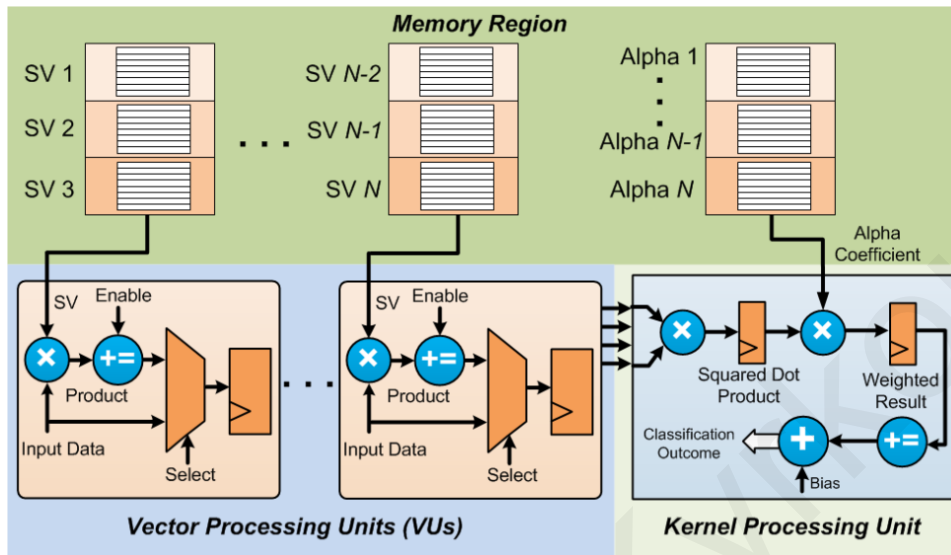 Memory Region
SV 1
SV 2
SV 3
. . .
SV N-2
SV N-1
SV N
Alpha 1
Alpha N-1
Alpha N
Alpha
Coefficient
SV
Enable
×
+=
Product
Input Data
Select
. . .
SV
Enable
×
+=
Product
Input Data
Select
×
Squared Dot
Product
×
Weighted
Result
+=
+
Bias
Classification
Outcome
Vector Processing Units (VUs)
Kernel Processing Unit